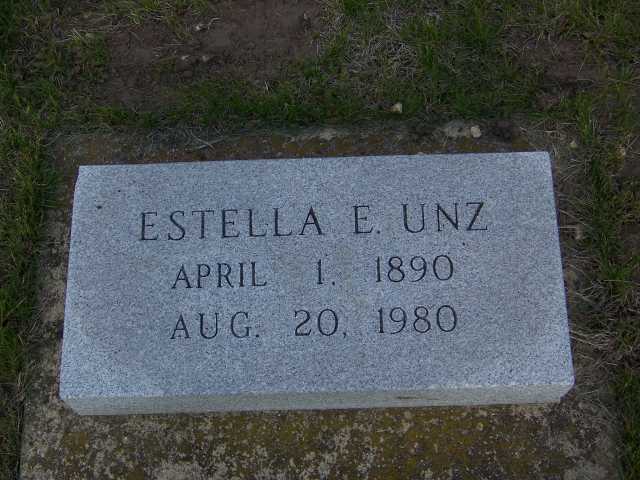 ESTELLA E. UNZ
APRIL 1, 1890
AUG. 20, 1980